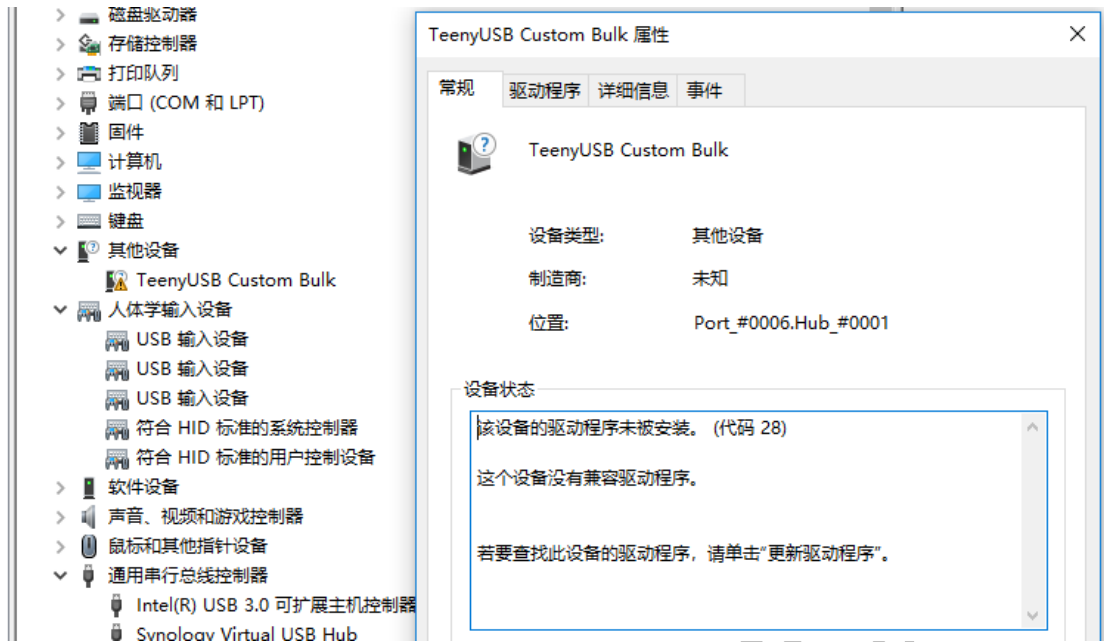 磁盘驱动器
存储控制器
打印队列
端口 (COM 和 LPT)
固件
计算机
监视器
键盘
其他设备
TeenyUSB Custom Bulk
人体学输入设备
USB 输入设备
USB 输入设备
USB 输入设备
符合 HID 标准的系统控制器
符合 HID 标准的用户控制设备
软件设备
声音、视频和游戏控制器
鼠标和其他指针设备
通用串行总线控制器
Intel(R) USB 3.0 可扩展主机控制器
Synology Virtual USB Hub
TeenyUSB Custom Bulk 属性
常规 驱动程序 详细信息 事件
TeenyUSB Custom Bulk
设备类型: 其他设备
制造商: 未知
位置: Port_#0006.Hub_#0001
设备状态
该设备的驱动程序未被安装。 (代码 28)
这个设备没有兼容驱动程序。
若要查找此设备的驱动程序，请单击“更新驱动程序”。